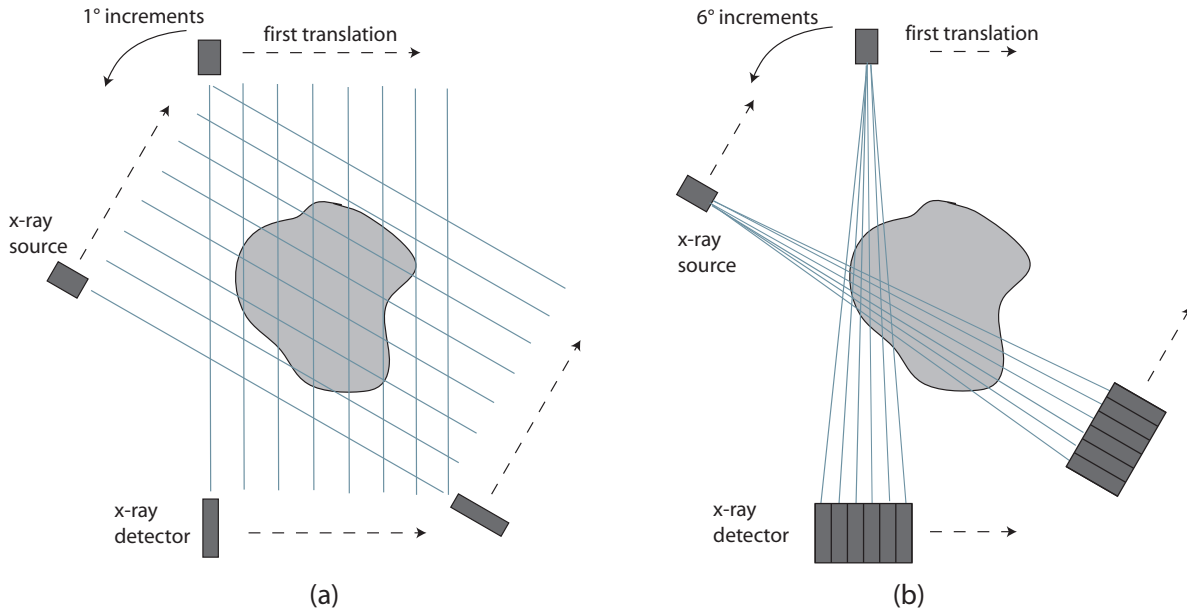 1° increments
first translation
x-ray
source
x-ray
detector
(a)
6° increments
first translation
x-ray
source
x-ray
detector
(b)